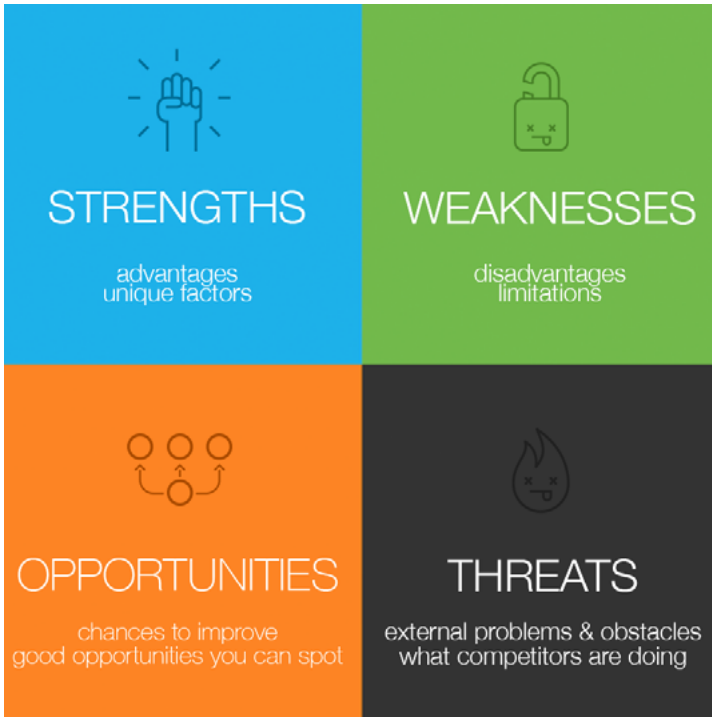 STRENGTHS
advantages
unique factors
WEAKNESSES
disadvantages
limitations
OPPORTUNITIES
chances to improve
good opportunities you can spot
THREATS
external problems & obstacles
what competitors are doing